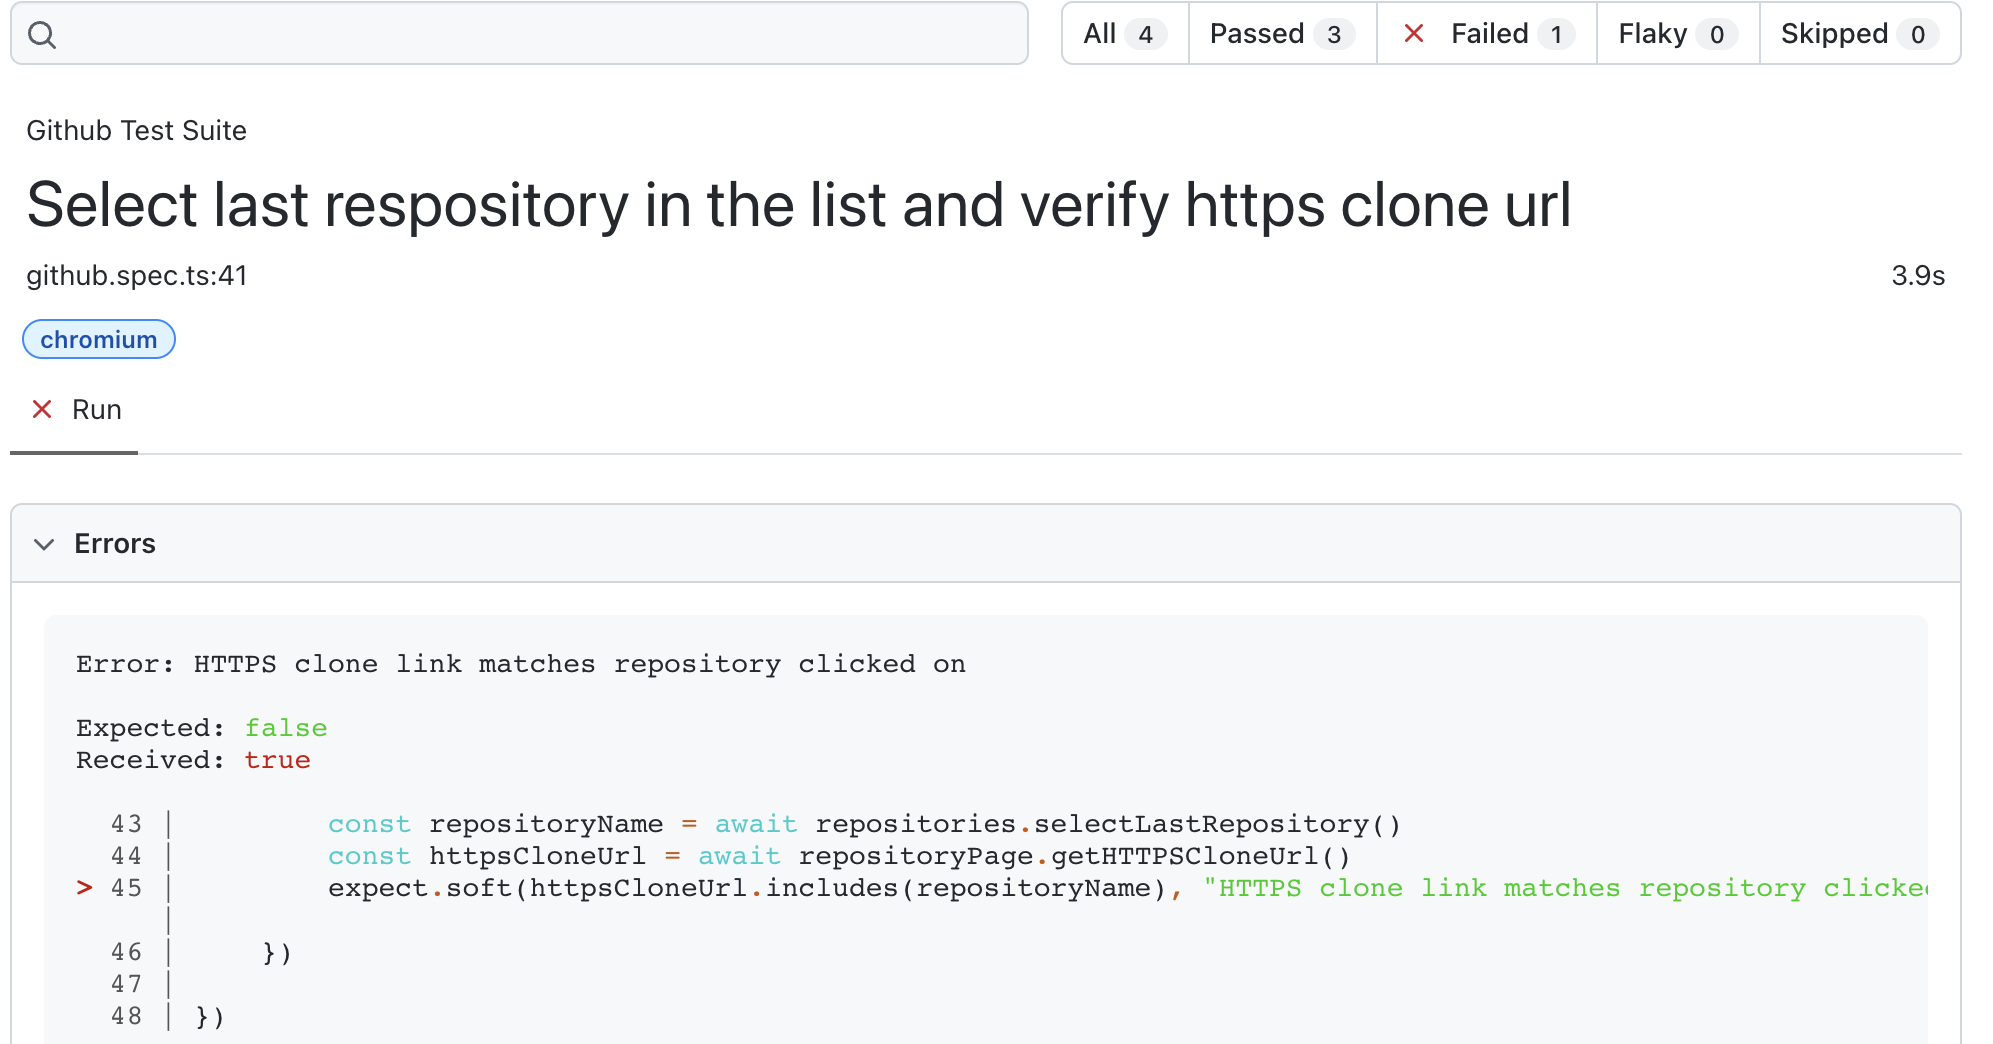 All 4 Passed 3 Failed 1 Flaky 0 Skipped 0
Github Test Suite
Select last respository in the list and verify https clone url
github.spec.ts:41 3.9s
chromium
Run
Errors
Error: HTTPS clone link matches repository clicked on
Expected: false
Received: true
43 | const repositoryName = await repositories.selectLastRepository()
44 | const httpsCloneUrl = await repositoryPage.getHTTPSCloneUrl()
> 45 | expect.soft(httpsCloneUrl.includes(repositoryName), "HTTPS clone link matches repository clicke
|
46 | })
47 |
48 | })